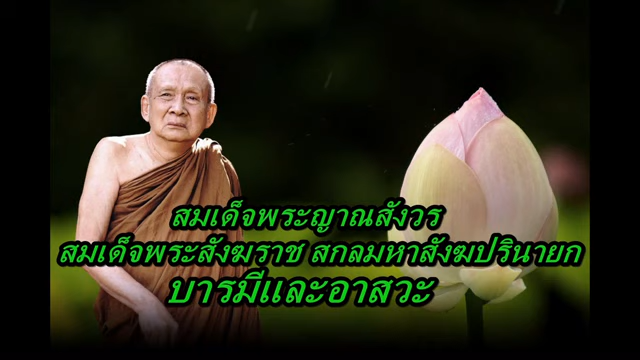 สมเด็จพระญาณสังวร
สมเด็จพระสังฆราช สกลมหาสังฆปรินายก
บารมีและอาสวะ